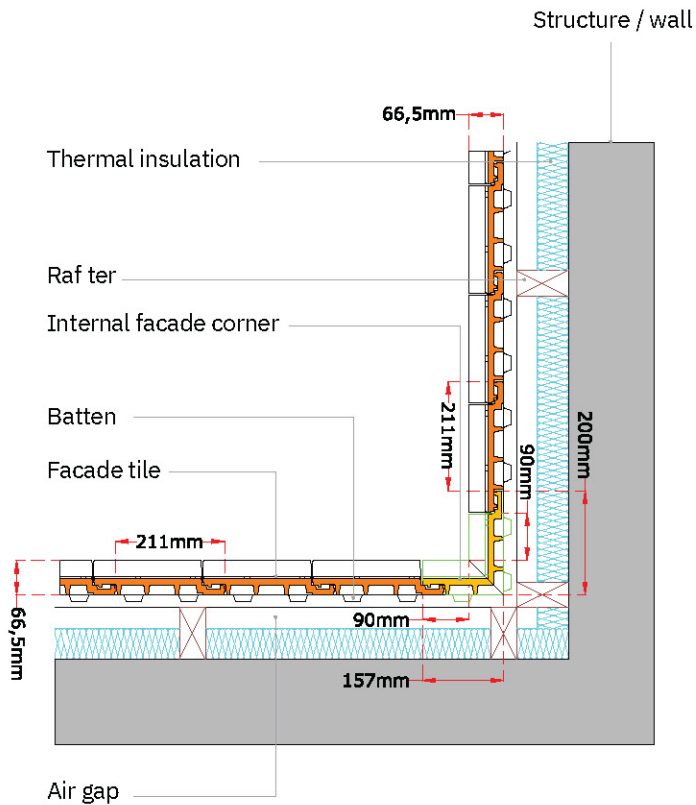 Structure / wall
66,5mm
Thermal insulation
Raf ter
Internal facade corner
Batten
211mm
90mm
200mm
Facade tile
211mm
66,5mm
90mm
157mm
Air gap